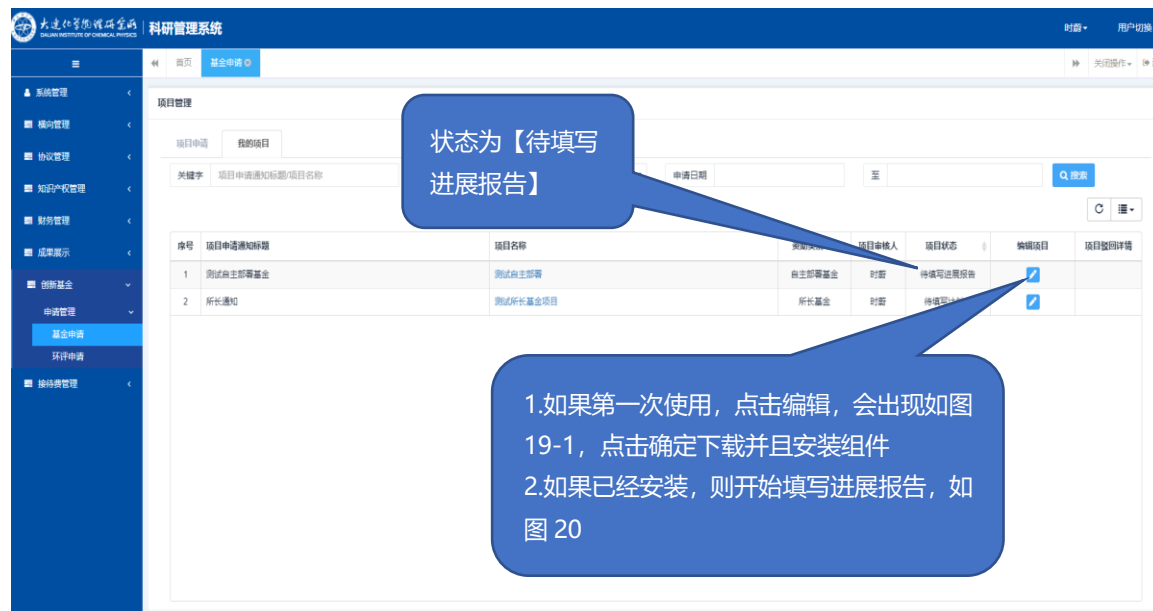 大连化学物理研究所
DALIAN INSTITUTE OF CHEMICAL PHYSICS
科研管理系统
时蔚
用户切换
首页
基金申请
关闭操作
系统管理
横向管理
协议管理
知识产权管理
财务管理
成果展示
创新基金
申请管理
基金申请
环评申请
接待费管理
项目管理
项目申请 我的项目
关键字 项目申请通知标题/项目名称 申请日期 至 搜索
序号 项目申请通知标题 项目名称 项目审核人 项目状态 编辑项目 项目驳回详情
1 测试自主部署基金 测试自主部署 自主部署基金 时蔚 待填写进展报告
2 所长通知 测试所长基金项目 所长基金 时蔚 待填写
状态为【待填写
进展报告】
1.如果第一次使用，点击编辑，会出现如图
19-1，点击确定下载并且安装组件
2.如果已经安装，则开始填写进展报告，如
图 20